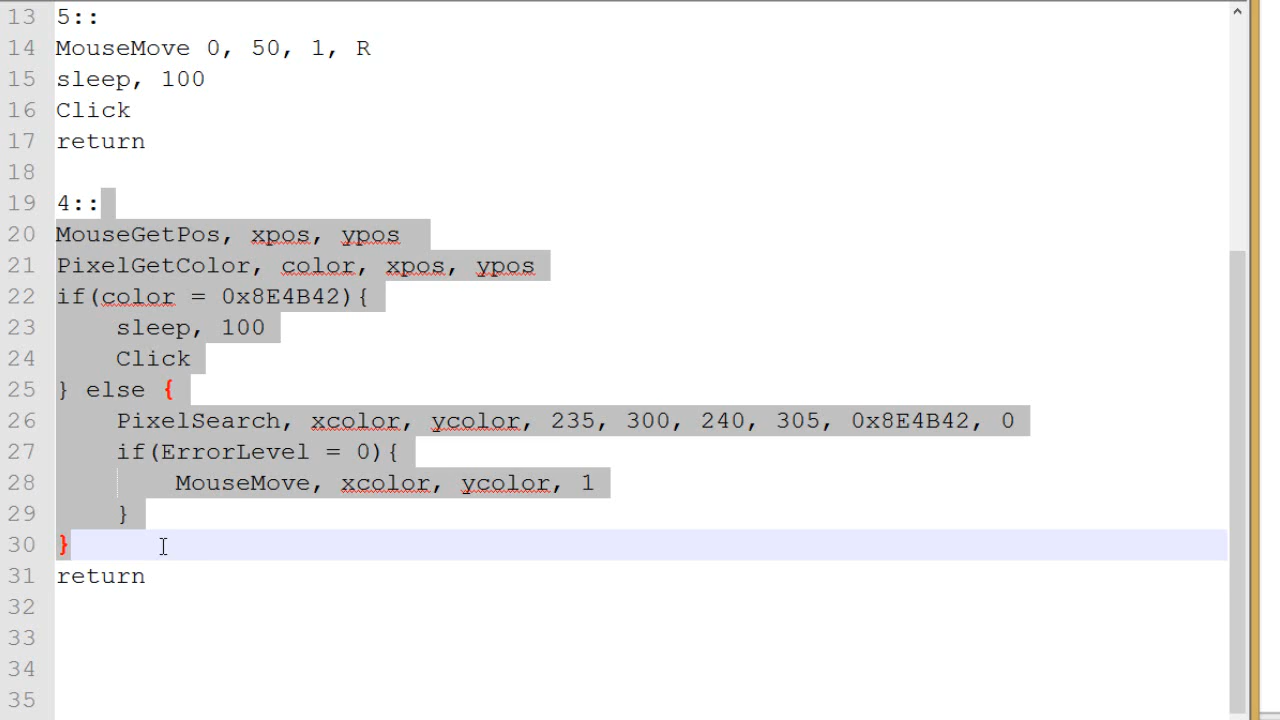 13 5::
14 MouseMove 0, 50, 1, R
15 sleep, 100
16 Click
17 return
18
19 4::
20 MouseGetPos, xpos, ypos
21 PixelGetColor, color, xpos, ypos
22 if(color = 0x8E4B42){
23 sleep, 100
24 Click
25 } else {
26 PixelSearch, xcolor, ycolor, 235, 300, 240, 305, 0x8E4B42, 0
27 if(ErrorLevel = 0){
28 MouseMove, xcolor, ycolor, 1
29 }
30 }
31 return
32
33
34
35